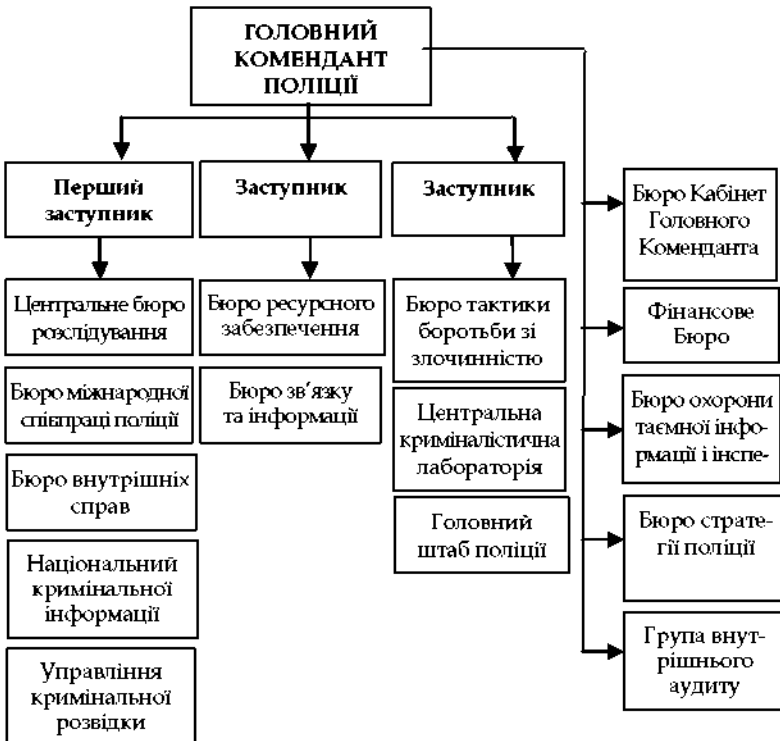 ГОЛОВНИЙ
КОМЕНДАНТ
ПОЛІЦІЇ
Перший
заступник
Заступник
Заступник
Центральне бюро
розслідування
Бюро міжнародної
співпраці поліції
Бюро внутрішніх
справ
Національний
кримінальної
інформації
Управління
кримінальної
розвідки
Бюро ресурсного
забезпечення
Бюро зв’язку
та інформації
Бюро тактики
боротьби зі
злочинністю
Центральна
криміналістична
лабораторія
Головний
штаб поліції
Бюро Кабінет
Головного
Коменданта
Фінансове
Бюро
Бюро охорони
таємної інфо-
рмації і інспе-
Бюро страте-
гії поліції
Група внут-
рішнього
аудиту